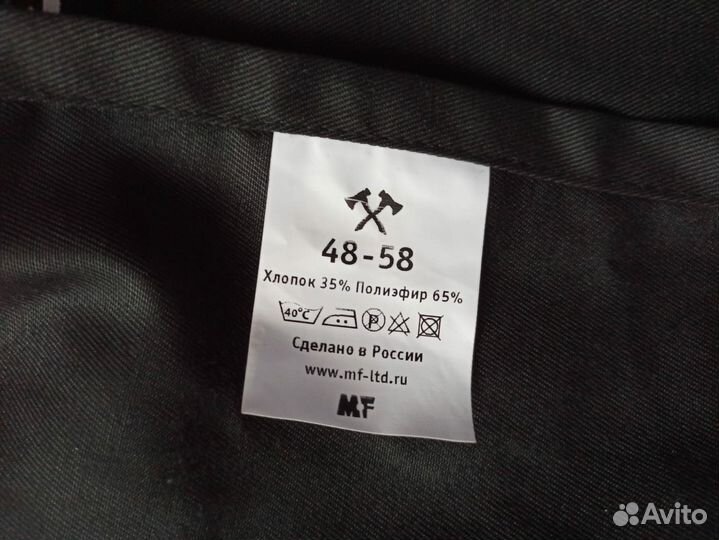 48-58
Хлопок 35% Полиэфир 65%
40°C P
Сделано в России
www.mf-ltd.ru
MF
Avito